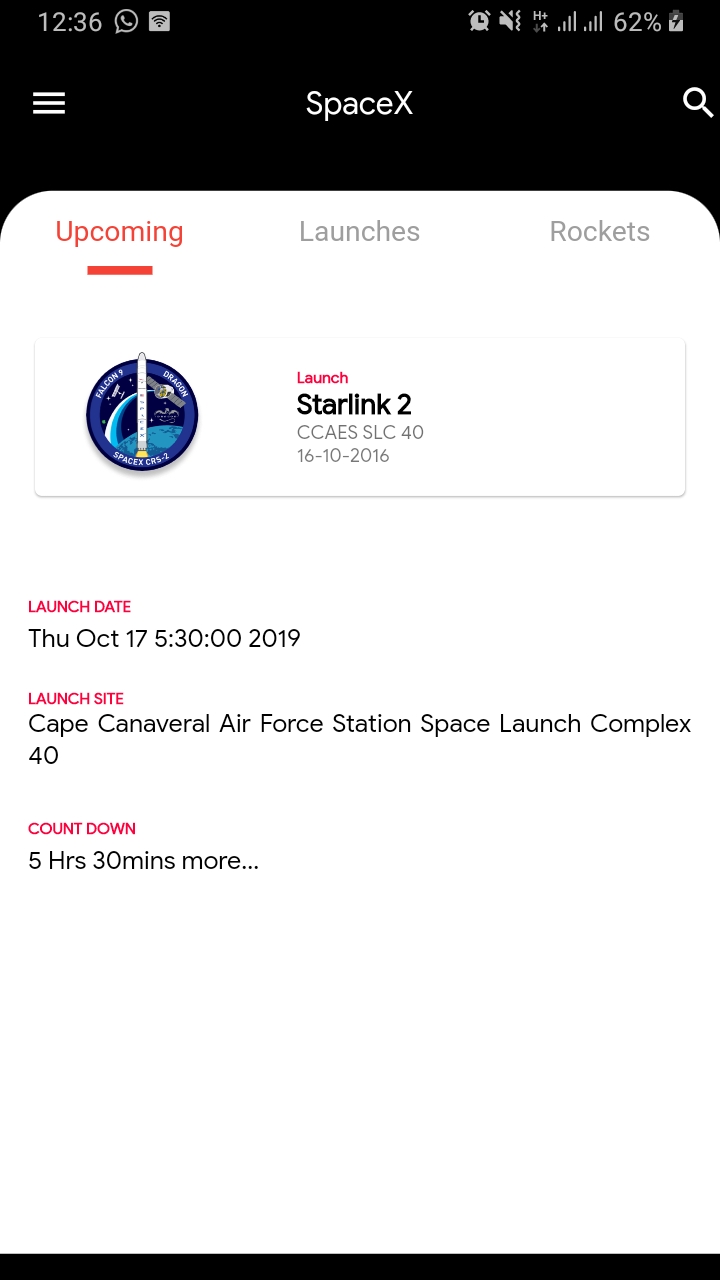 12:36 62%
SpaceX
Upcoming Launches Rockets
FALCON 9 DRAGON
SPACEX CRS-2
Launch
Starlink 2
CCAES SLC 40
16-10-2016
LAUNCH DATE
Thu Oct 17 5:30:00 2019
LAUNCH SITE
Cape Canaveral Air Force Station Space Launch Complex
40
COUNT DOWN
5 Hrs 30mins more...